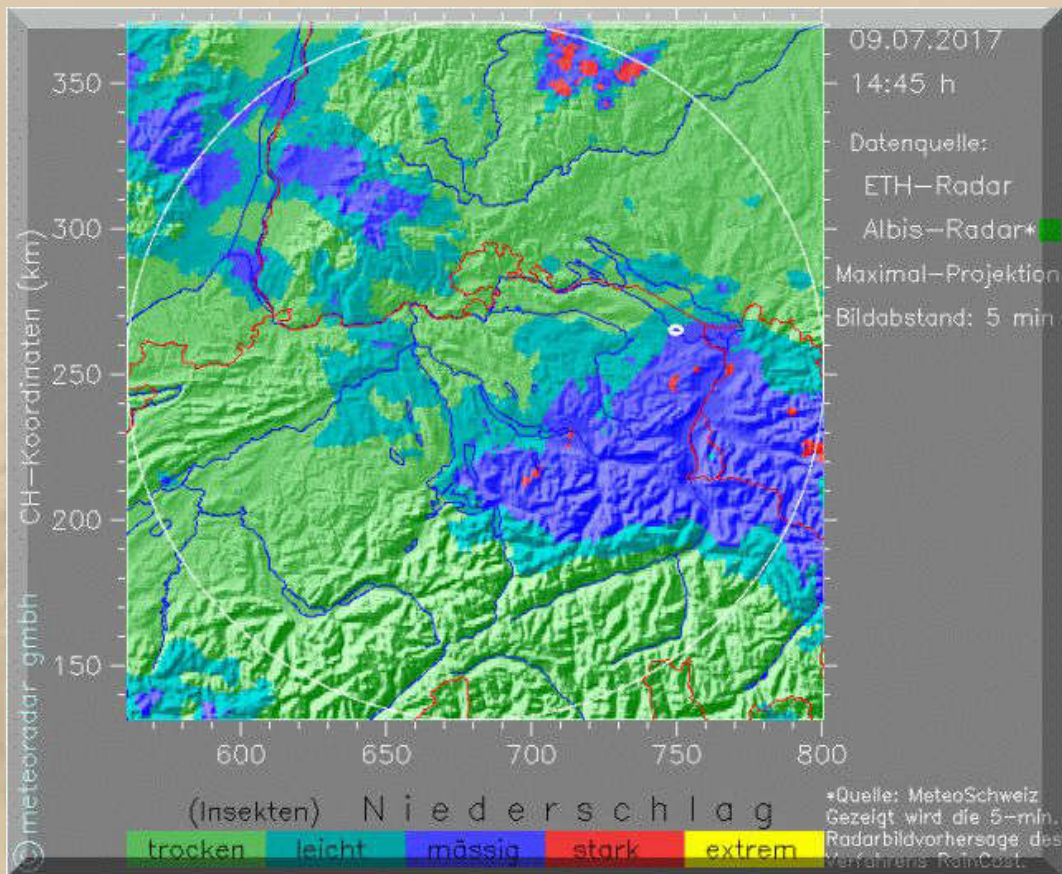 09.07.2017
14:45 h
Datenquelle:
ETH-Radar
Albis-Radar*
Maximal-Projektion
Bildabstand: 5 min.
CH-Koordinaten (km)
350
300
250
200
150
600
650
700
750
800
©meteoradar gmbh
(Insekten) Niederschlag
trocken leicht mässig stark extrem
*Quelle: MeteoSchweiz
Gezeigt wird die 5-min.
Radarbildvorhersage des
Verfahrens RainCast.